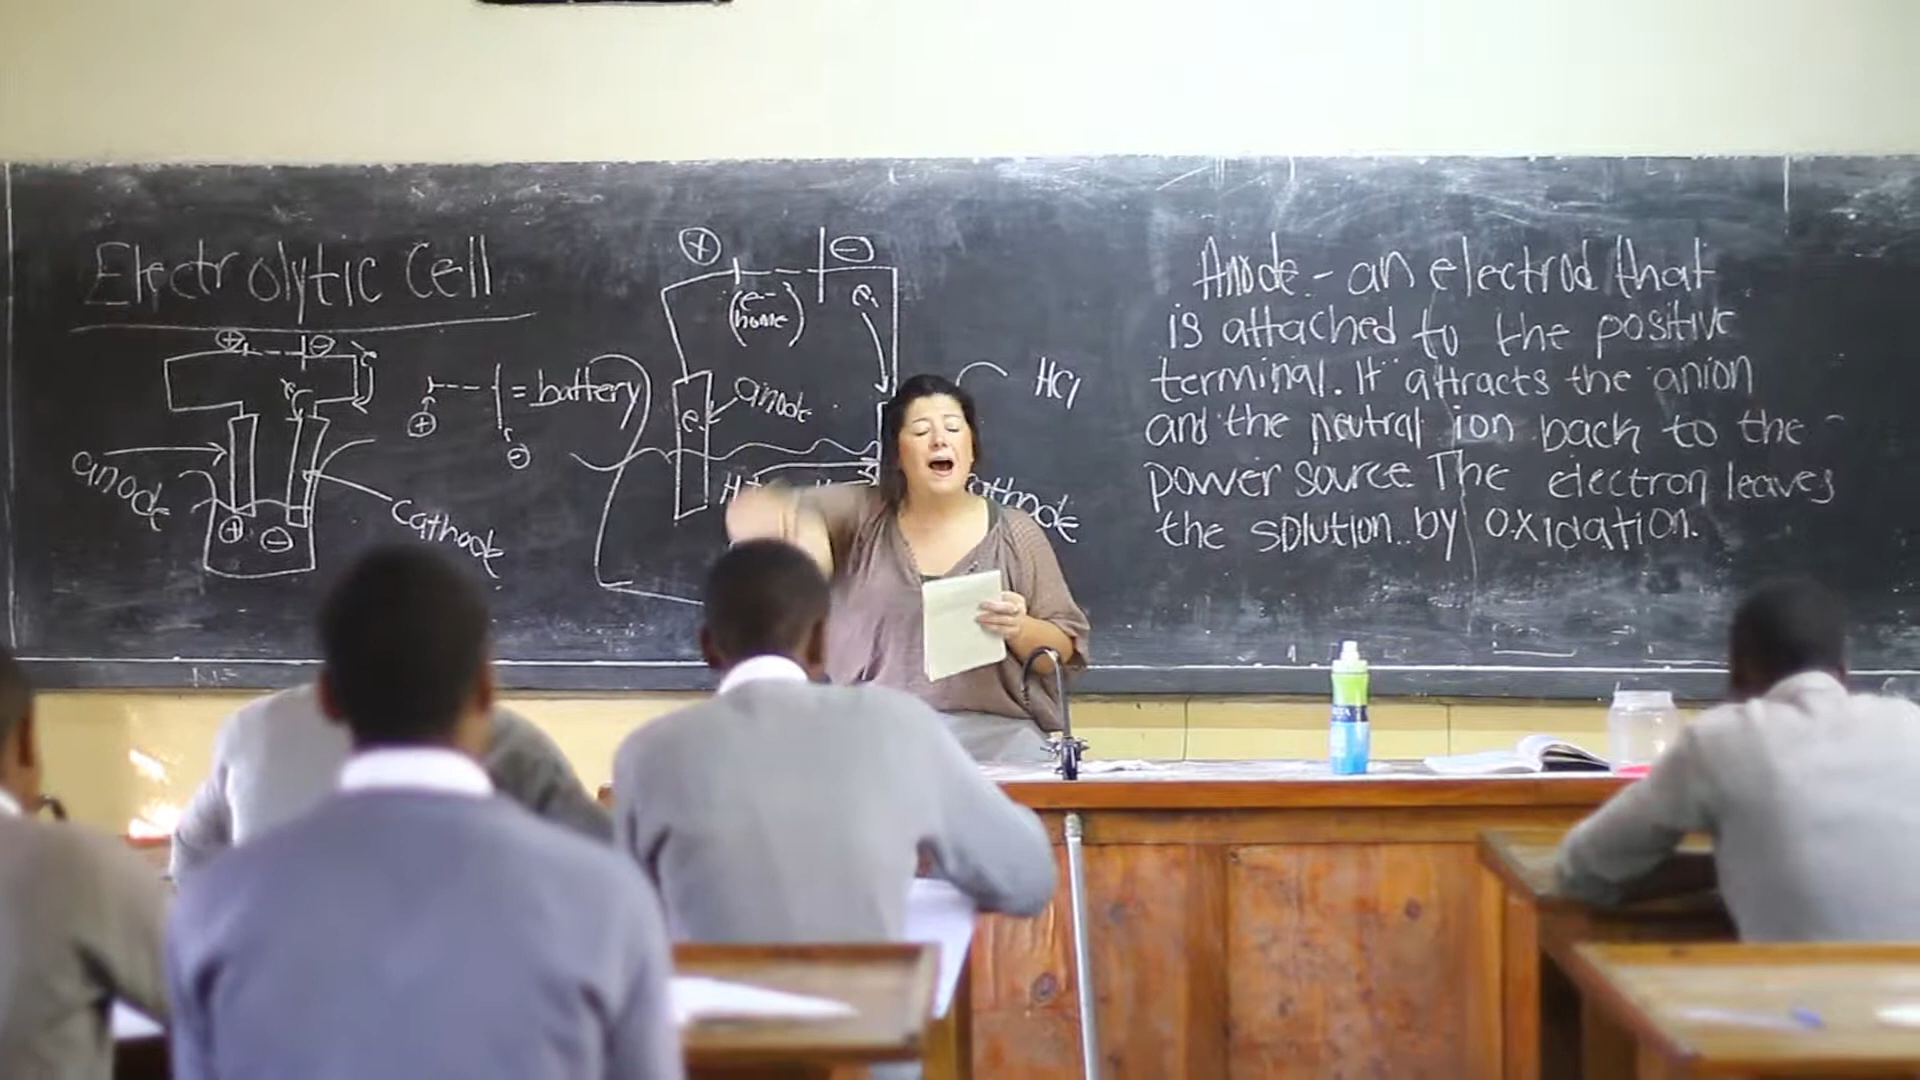 Electrolytic Cell
+ -
anode
+ -
cathode
+ - = battery
+ -
(e-
home)
e-
anode
e
HCl
H+
Anode - an electrod that
is attached to the positive
terminal. It attracts the anion
and the neutral ion back to the
power source. The electron leaves
the solution..by oxidation.